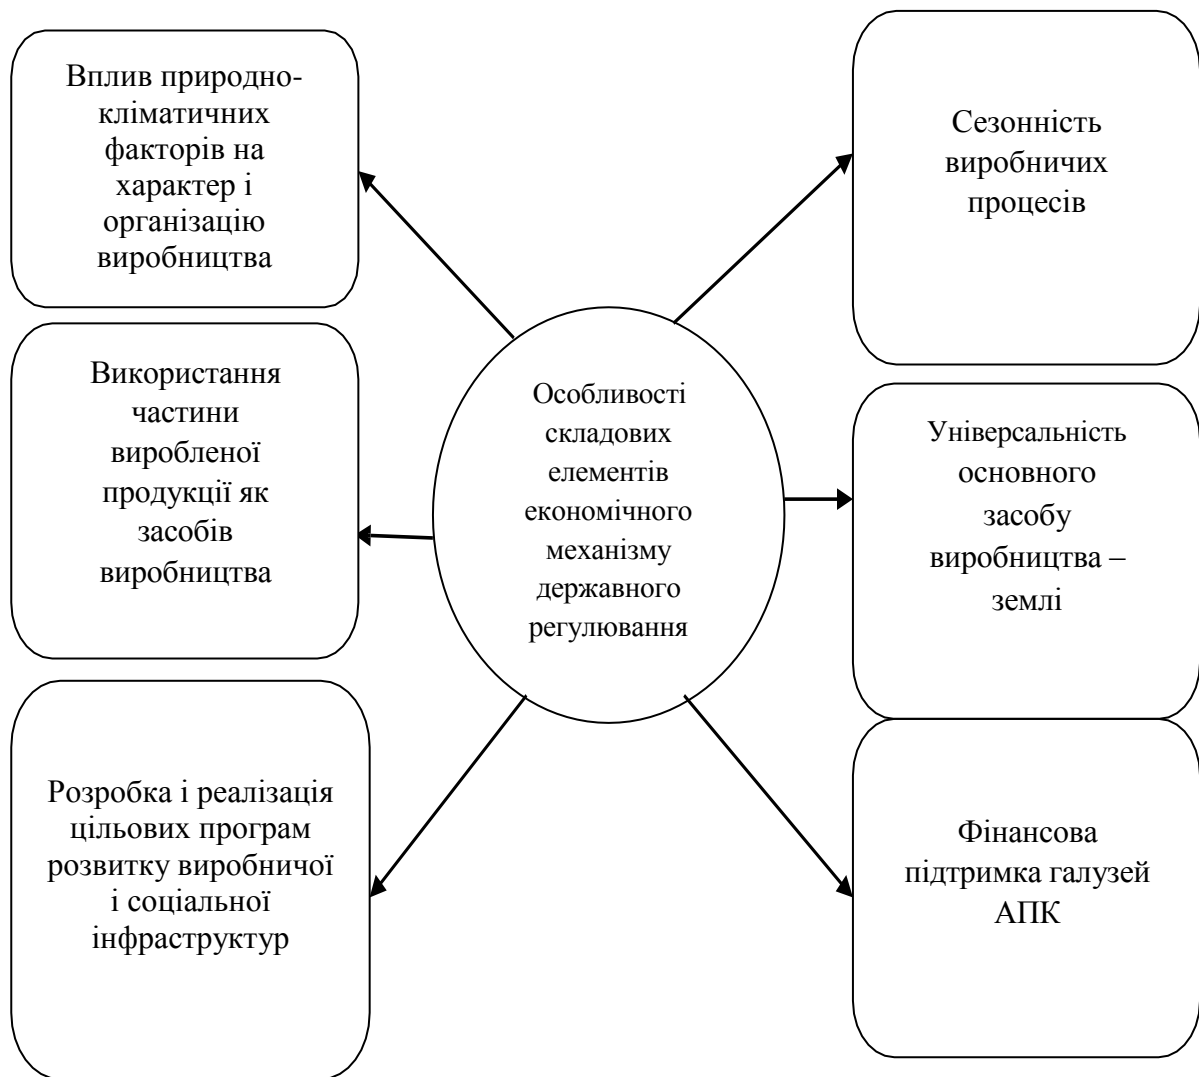 Вплив природно-
кліматичних
факторів на
характер і
організацію
виробництва
Сезонність
виробничих
процесів
Використання
частини
виробленої
продукції як
засобів
виробництва
Особливості
складових
елементів
економічного
механізму
державного
регулювання
Універсальність
основного
засобу
виробництва –
землі
Розробка і реалізація
цільових програм
розвитку виробничої
і соціальної
інфраструктур
Фінансова
підтримка галузей
АПК